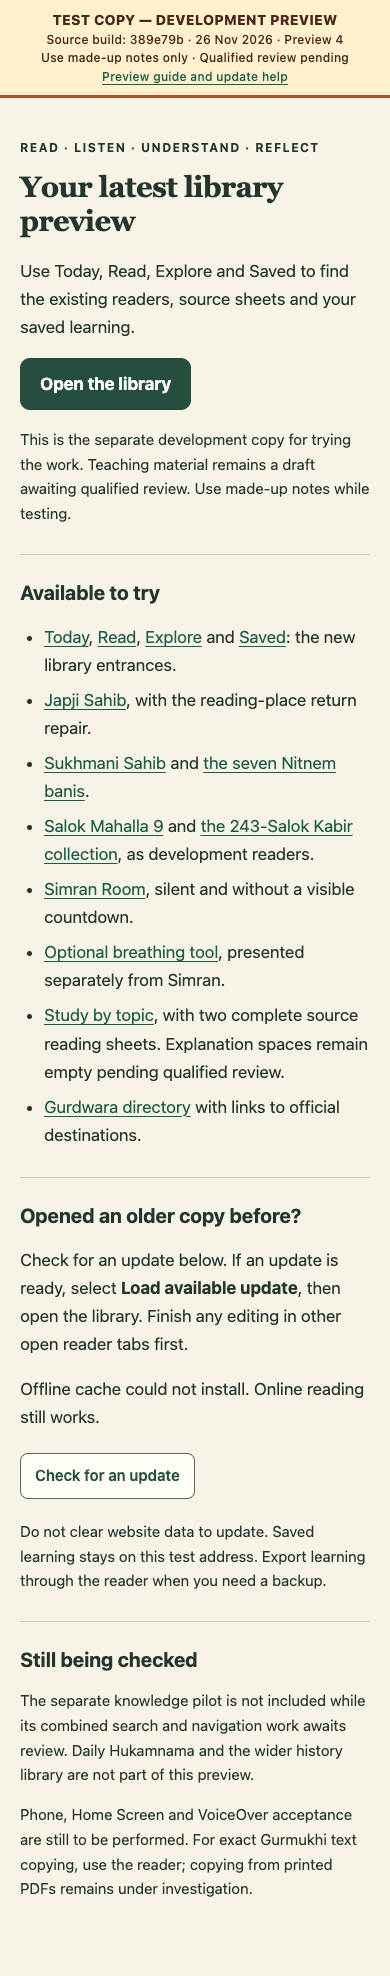 TEST COPY — DEVELOPMENT PREVIEW
Source build: 389e79b · 26 Nov 2026 · Preview 4
Use made-up notes only · Qualified review pending
Preview guide and update help
READ · LISTEN · UNDERSTAND · REFLECT
Your latest library
preview
Use Today, Read, Explore and Saved to find
the existing readers, source sheets and your
saved learning.
Open the library
This is the separate development copy for trying
the work. Teaching material remains a draft
awaiting qualified review. Use made-up notes while
testing.
Available to try
• Today, Read, Explore and Saved: the new
library entrances.
• Japji Sahib, with the reading-place return
repair.
• Sukhmani Sahib and the seven Nitnem
banis.
• Salok Mahalla 9 and the 243-Salok Kabir
collection, as development readers.
• Simran Room, silent and without a visible
countdown.
• Optional breathing tool, presented
separately from Simran.
• Study by topic, with two complete source
reading sheets. Explanation spaces remain
empty pending qualified review.
• Gurdwara directory with links to official
destinations.
Opened an older copy before?
Check for an update below. If an update is
ready, select Load available update, then
open the library. Finish any editing in other
open reader tabs first.
Offline cache could not install. Online reading
still works.
Check for an update
Do not clear website data to update. Saved
learning stays on this test address. Export learning
through the reader when you need a backup.
Still being checked
The separate knowledge pilot is not included while
its combined search and navigation work awaits
review. Daily Hukamnama and the wider history
library are not part of this preview.
Phone, Home Screen and VoiceOver acceptance
are still to be performed. For exact Gurmukhi text
copying, use the reader; copying from printed
PDFs remains under investigation.